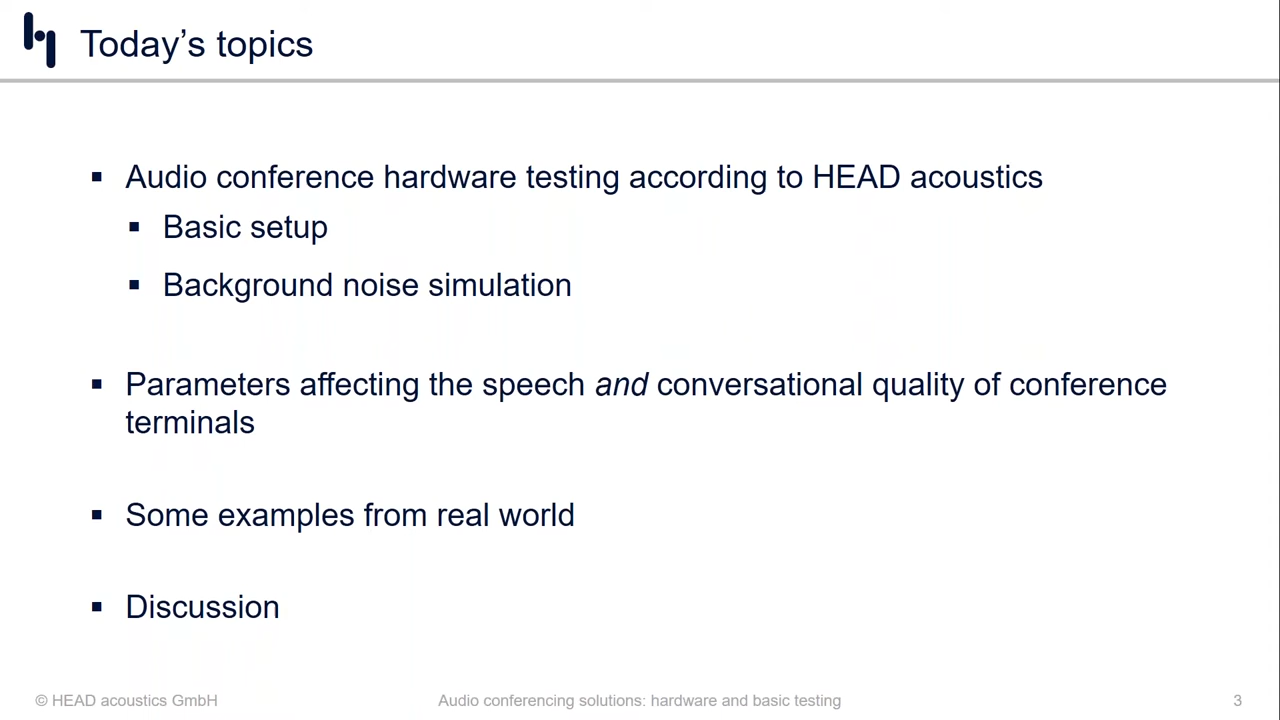 Today’s topics
▪ Audio conference hardware testing according to HEAD acoustics
▪ Basic setup
▪ Background noise simulation
▪ Parameters affecting the speech and conversational quality of conference
terminals
▪ Some examples from real world
▪ Discussion
© HEAD acoustics GmbH
Audio conferencing solutions: hardware and basic testing
3